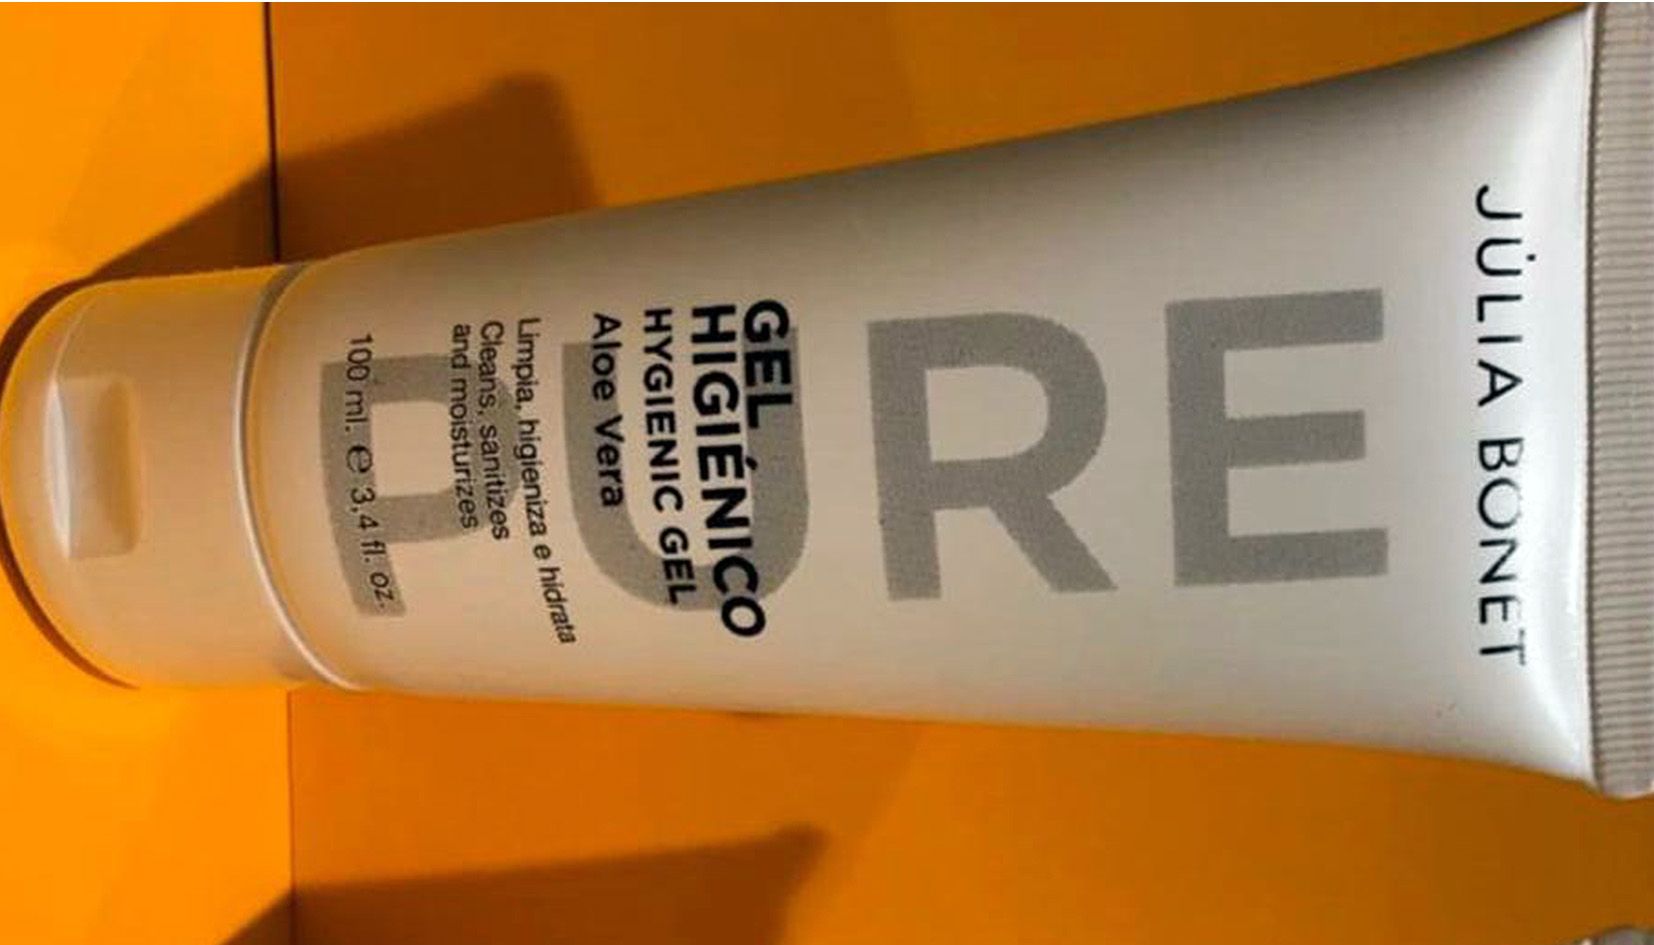 JÚLIA BONET
PURE
GEL
HIGIÉNICO
HYGIENIC GEL
Aloe Vera
Limpia, higieniza e hidrata
Cleans, sanitizes
and moisturizes
100 ml. ℮ 3,4 fl. oz.